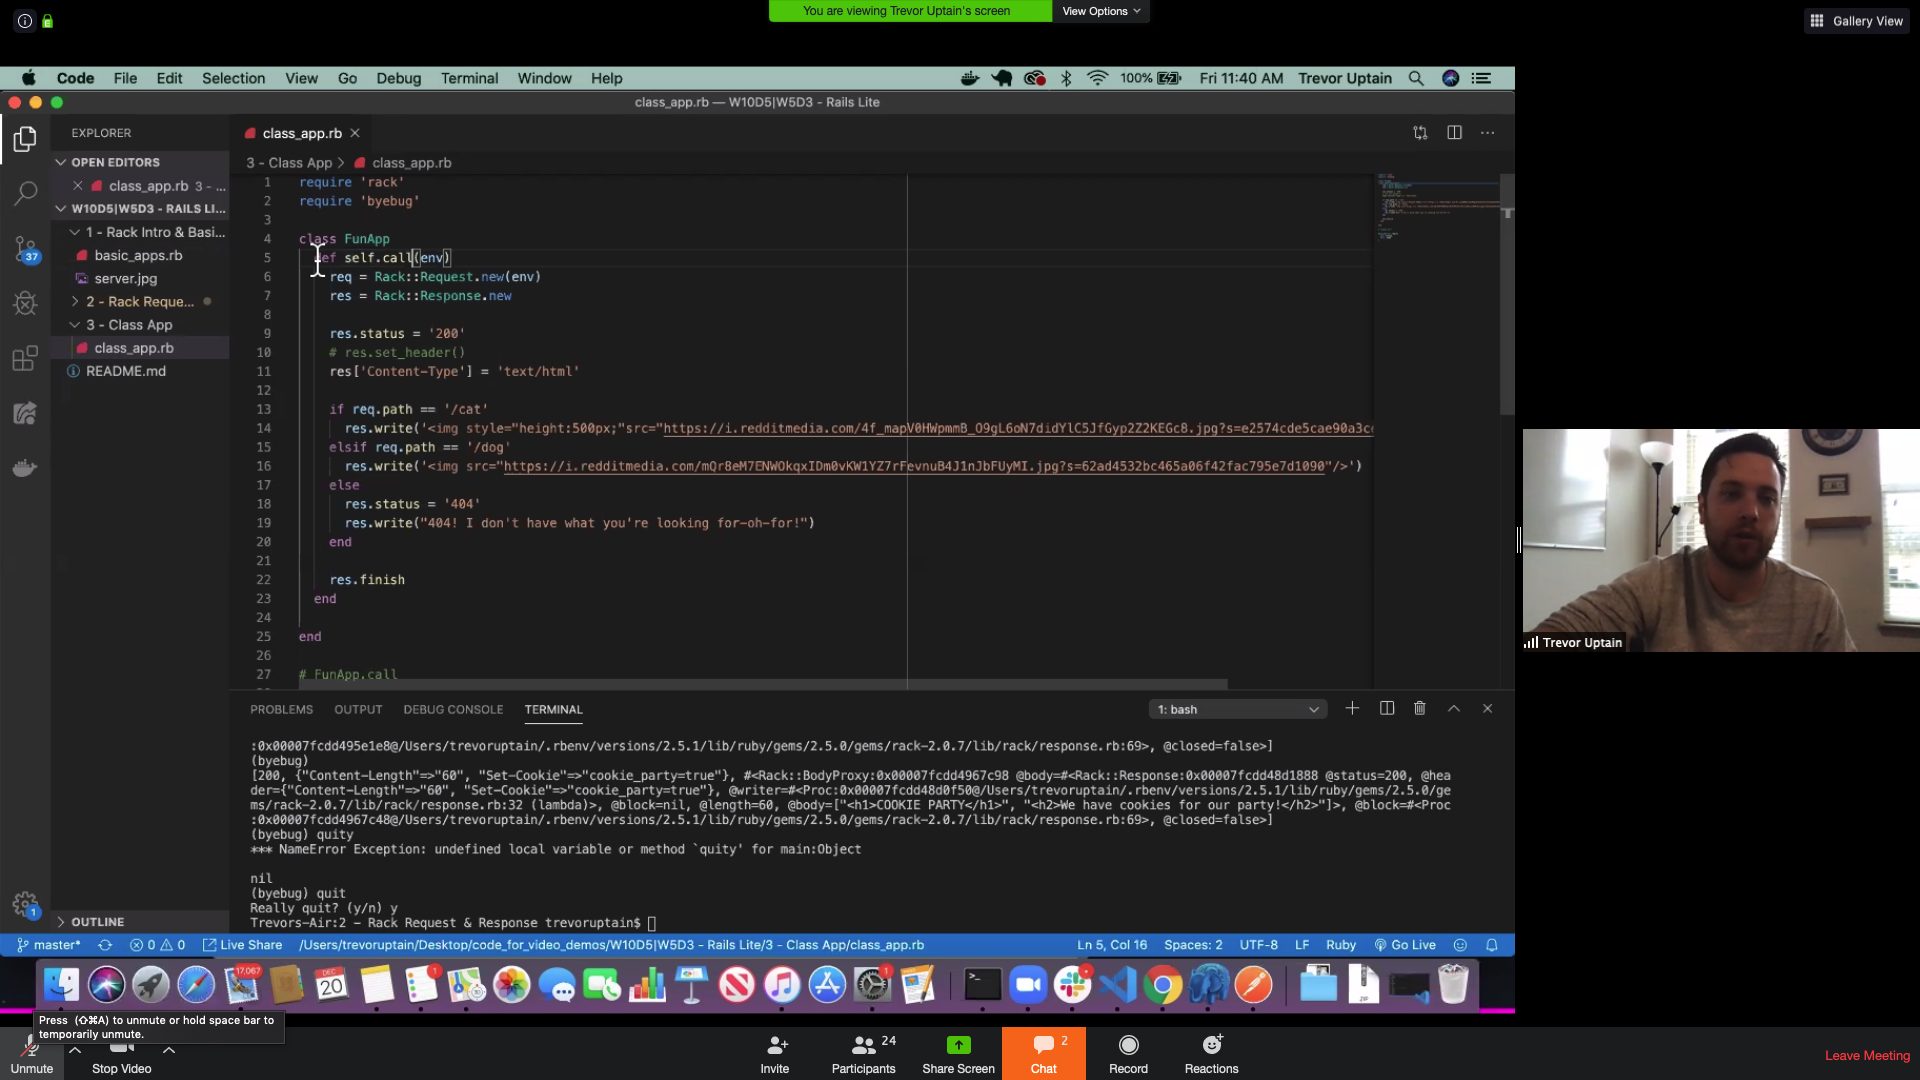 You are viewing Trevor Uptain's screen
View Options
Gallery View
Code File Edit Selection View Go Debug Terminal Window Help
100% Fri 11:40 AM Trevor Uptain
class_app.rb — W10D5|W5D3 - Rails Lite
EXPLORER
OPEN EDITORS
class_app.rb 3 - ...
W10D5|W5D3 - RAILS LI...
1 - Rack Intro & Basi...
basic_apps.rb
server.jpg
2 - Rack Reque...
3 - Class App
class_app.rb
README.md
OUTLINE
37
1
class_app.rb
3 - Class App > class_app.rb
1 require 'rack'
2 require 'byebug'
3
4 class FunApp
5 def self.call(env)
6 req = Rack::Request.new(env)
7 res = Rack::Response.new
8
9 res.status = '200'
10 # res.set_header()
11 res['Content-Type'] = 'text/html'
12
13 if req.path == '/cat'
14 res.write('<img style="height:500px;"src="https://i.redditmedia.com/4f_mapV0HWpmmB_O9gL6oN7didYlC5JfGyp2Z2KEGc8.jpg?s=e2574cde5cae90a3c
15 elsif req.path == '/dog'
16 res.write('<img src="https://i.redditmedia.com/mQr8eM7ENWOkqxIDm0vKW1YZ7rFevnuB4J1nJbFUyMI.jpg?s=62ad4532bc465a06f42fac795e7d1090"/>')
17 else
18 res.status = '404'
19 res.write("404! I don't have what you're looking for-oh-for!")
20 end
21
22 res.finish
23 end
24
25 end
26
27 # FunApp.call
PROBLEMS OUTPUT DEBUG CONSOLE TERMINAL
1: bash
:0x00007fcdd495e1e8@/Users/trevoruptain/.rbenv/versions/2.5.1/lib/ruby/gems/2.5.0/gems/rack-2.0.7/lib/rack/response.rb:69>, @closed=false>]
(byebug)
[200, {"Content-Length"=>"60", "Set-Cookie"=>"cookie_party=true"}, #<Rack::BodyProxy:0x00007fcdd4967c98 @body=#<Rack::Response:0x00007fcdd48d1888 @status=200, @hea
der={"Content-Length"=>"60", "Set-Cookie"=>"cookie_party=true"}, @writer=#<Proc:0x00007fcdd48d0f50@/Users/trevoruptain/.rbenv/versions/2.5.1/lib/ruby/gems/2.5.0/ge
ms/rack-2.0.7/lib/rack/response.rb:32 (lambda)>, @block=nil, @length=60, @body=["<h1>COOKIE PARTY</h1>", "<h2>We have cookies for our party!</h2>"]>, @block=#<Proc
:0x00007fcdd4967c48@/Users/trevoruptain/.rbenv/versions/2.5.1/lib/ruby/gems/2.5.0/gems/rack-2.0.7/lib/rack/response.rb:69>, @closed=false>]
(byebug) quity
*** NameError Exception: undefined local variable or method `quity' for main:Object
nil
(byebug) quit
Really quit? (y/n) y
Trevors-Air:2 - Rack Request & Response trevoruptain$
master* 0 0 Live Share /Users/trevoruptain/Desktop/code_for_video_demos/W10D5|W5D3 - Rails Lite/3 - Class App/class_app.rb Ln 5, Col 16 Spaces: 2 UTF-8 LF Ruby Go Live
17,067
DEC
20
1
1
Trevor Uptain
Press (⇧⌘A) to unmute or hold space bar to
temporarily unmute.
Unmute
Stop Video
Invite
24
Participants
Share Screen
2
Chat
Record
Reactions
Leave Meeting